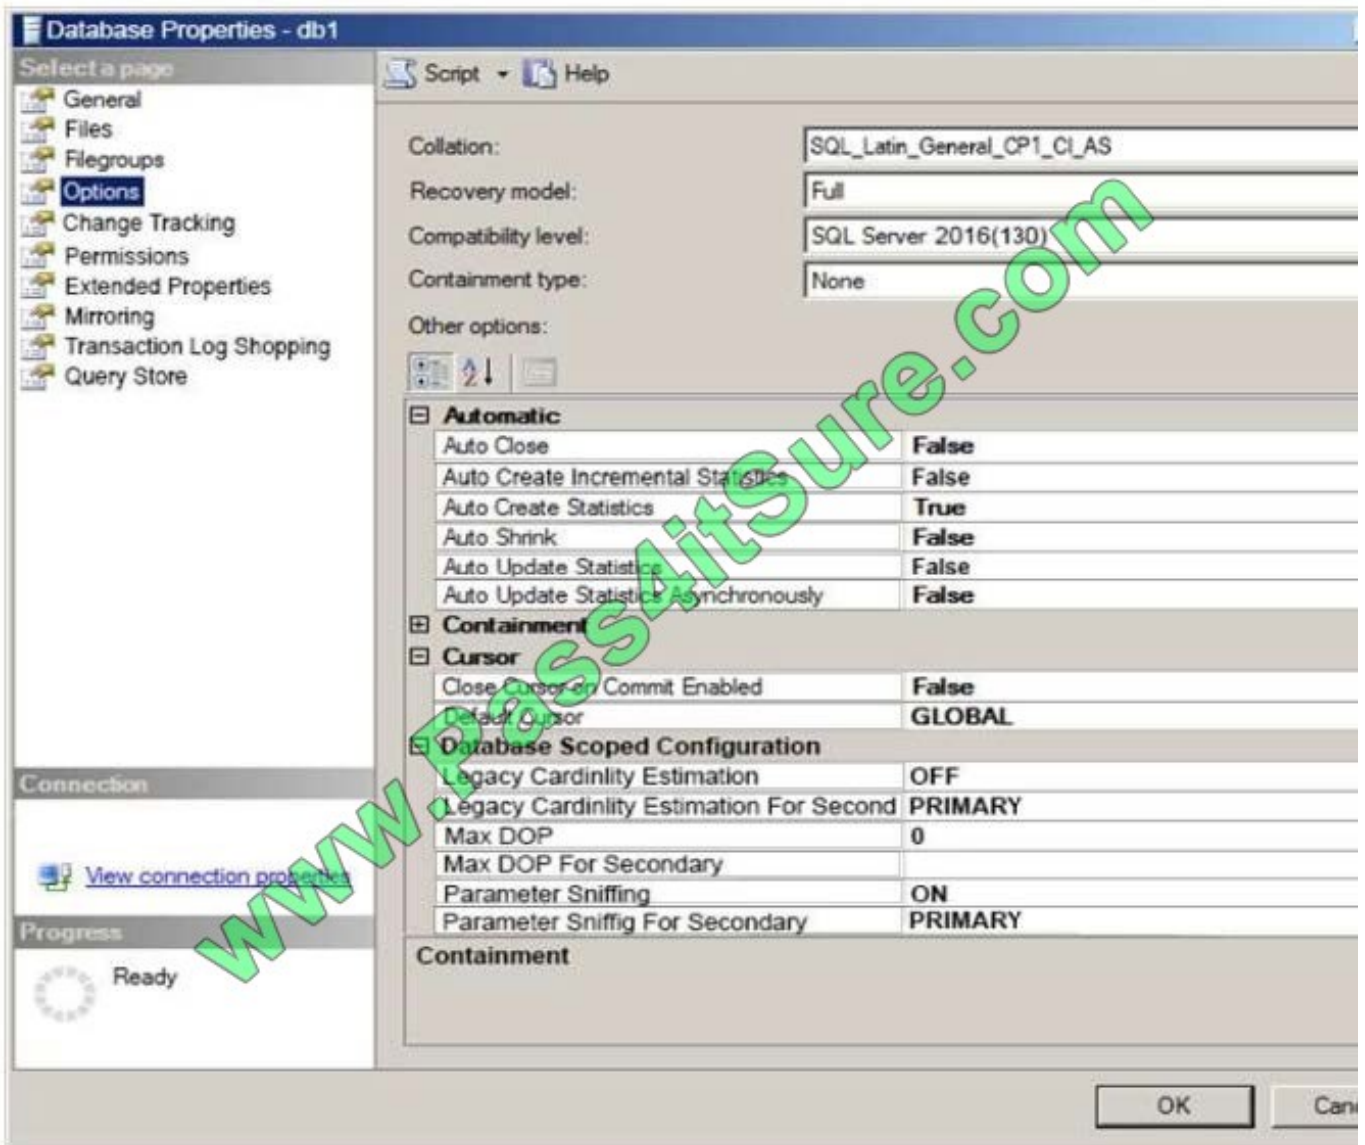 Database Properties - db1
Select a page
General
Files
Filegroups
Options
Change Tracking
Permissions
Extended Properties
Mirroring
Transaction Log Shopping
Query Store
Connection
View connection properties
Progress
Ready
Script
Help
Collation: SQL_Latin_General_CP1_CI_AS
Recovery model: Full
Compatibility level: SQL Server 2016(130)
Containment type: None
Other options:
Automatic
Auto Close False
Auto Create Incremental Statistics False
Auto Create Statistics True
Auto Shrink False
Auto Update Statistics False
Auto Update Statistics Asynchronously False
Containment
Cursor
Close Cursor on Commit Enabled False
Default Cursor GLOBAL
Database Scoped Configuration
Legacy Cardinlity Estimation OFF
Legacy Cardinlity Estimation For Second PRIMARY
Max DOP 0
Max DOP For Secondary
Parameter Sniffing ON
Parameter Sniffig For Secondary PRIMARY
Containment
OK
Canc
www.Pass4itSure.com